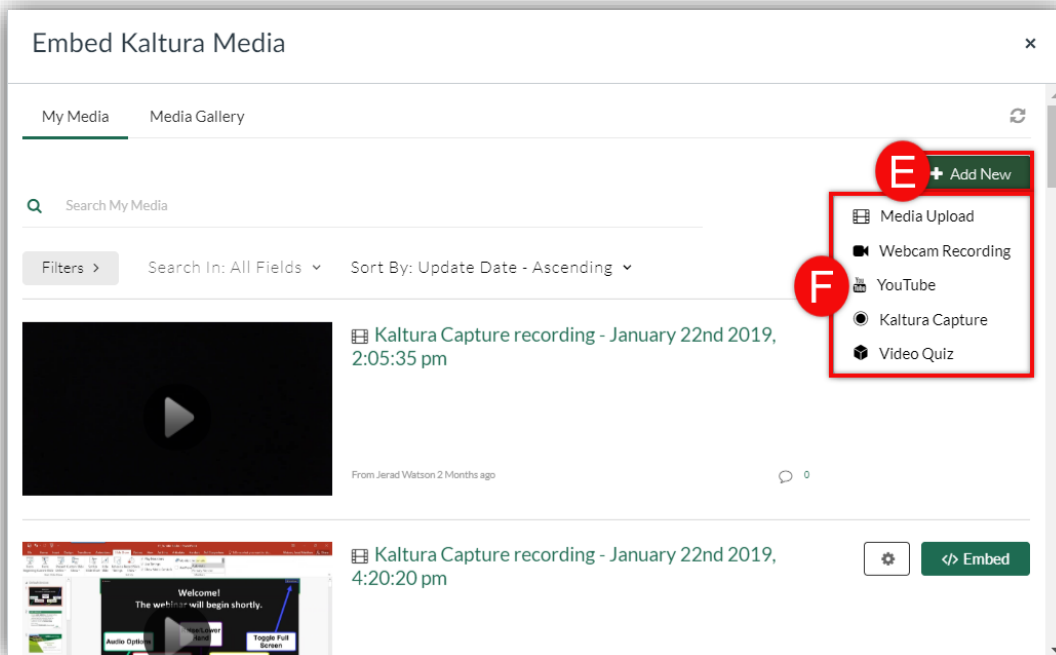 Embed Kaltura Media
×
My Media
Media Gallery
E
+ Add New
Search My Media
Media Upload
Webcam Recording
Filters >
Search In: All Fields
Sort By: Update Date - Ascending
F
YouTube
Kaltura Capture
Video Quiz
Kaltura Capture recording - January 22nd 2019,
2:05:35 pm
From Jerad Watson 2 Months ago
0
Kaltura Capture recording - January 22nd 2019,
4:20:20 pm
</> Embed
Welcome!
The webinar will begin shortly.
Audio Options
Toggle Full
Screen